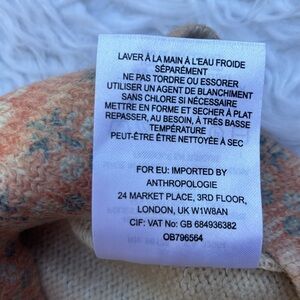 LAVER À LA MAIN À L'EAU FROIDE
SÉPARÉMENT
NE PAS TORDRE OU ESSORER
UTILISER UN AGENT DE BLANCHIMENT
SANS CHLORE SI NÉCESSAIRE
METTRE EN FORME ET SECHER À PLAT
REPASSER, AU BESOIN, À TRÈS BASSE
TEMPÉRATURE
PEUT-ÊTRE ÊTRE NETTOYÉE À SEC
FOR EU: IMPORTED BY
ANTHROPOLOGIE
24 MARKET PLACE, 3RD FLOOR,
LONDON, UK W1W8AN
CIF: VAT No: GB 684936382
OB796564